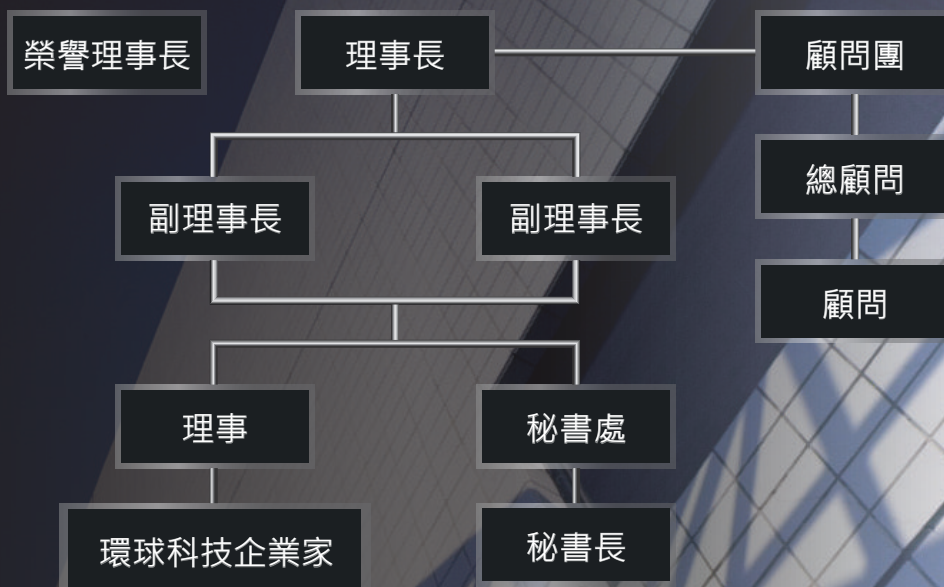 榮譽理事長
理事長
顧問團
總顧問
副理事長
副理事長
顧問
理事
秘書處
環球科技企業家
秘書長